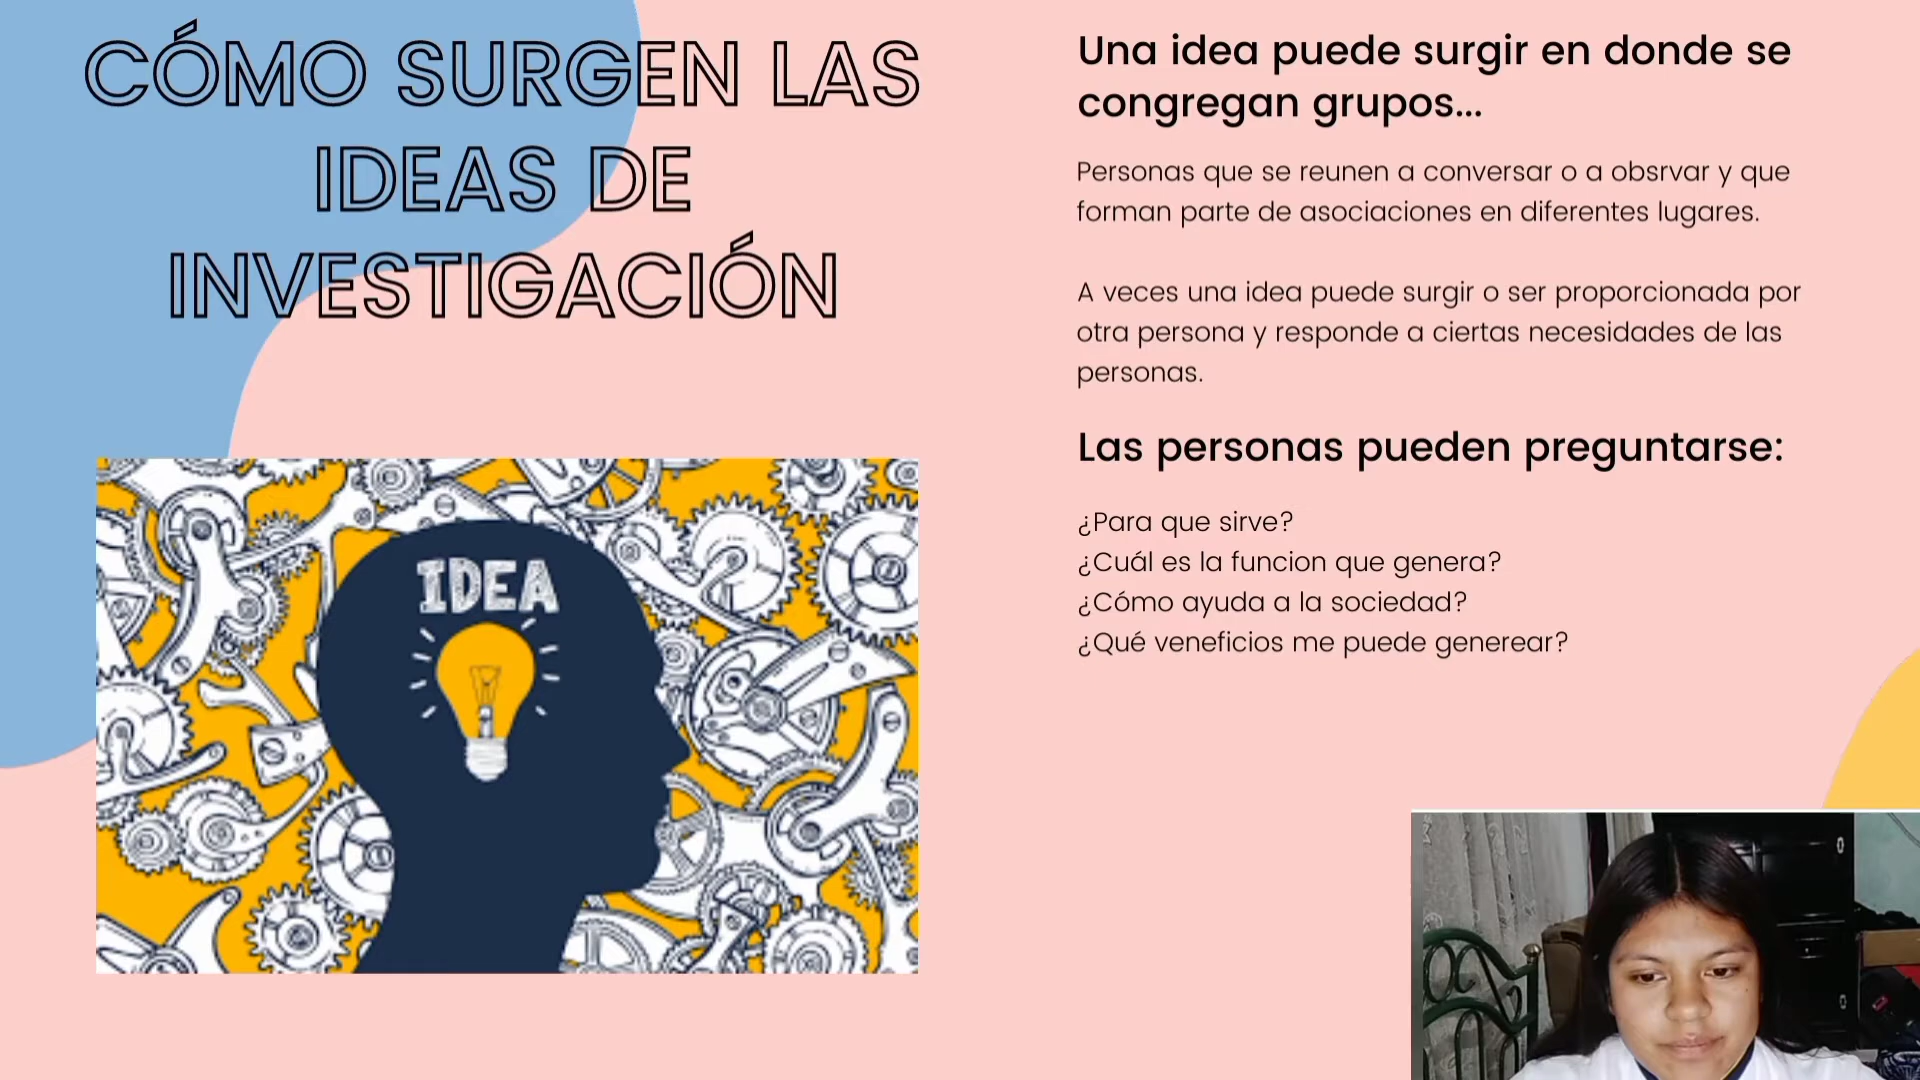 CÓMO SURGEN LAS
IDEAS DE
INVESTIGACIÓN
IDEA
Una idea puede surgir en donde se
congregan grupos...
Personas que se reunen a conversar o a obsrvar y que
forman parte de asociaciones en diferentes lugares.
A veces una idea puede surgir o ser proporcionada por
otra persona y responde a ciertas necesidades de las
personas.
Las personas pueden preguntarse:
¿Para que sirve?
¿Cuál es la funcion que genera?
¿Cómo ayuda a la sociedad?
¿Qué veneficios me puede generear?